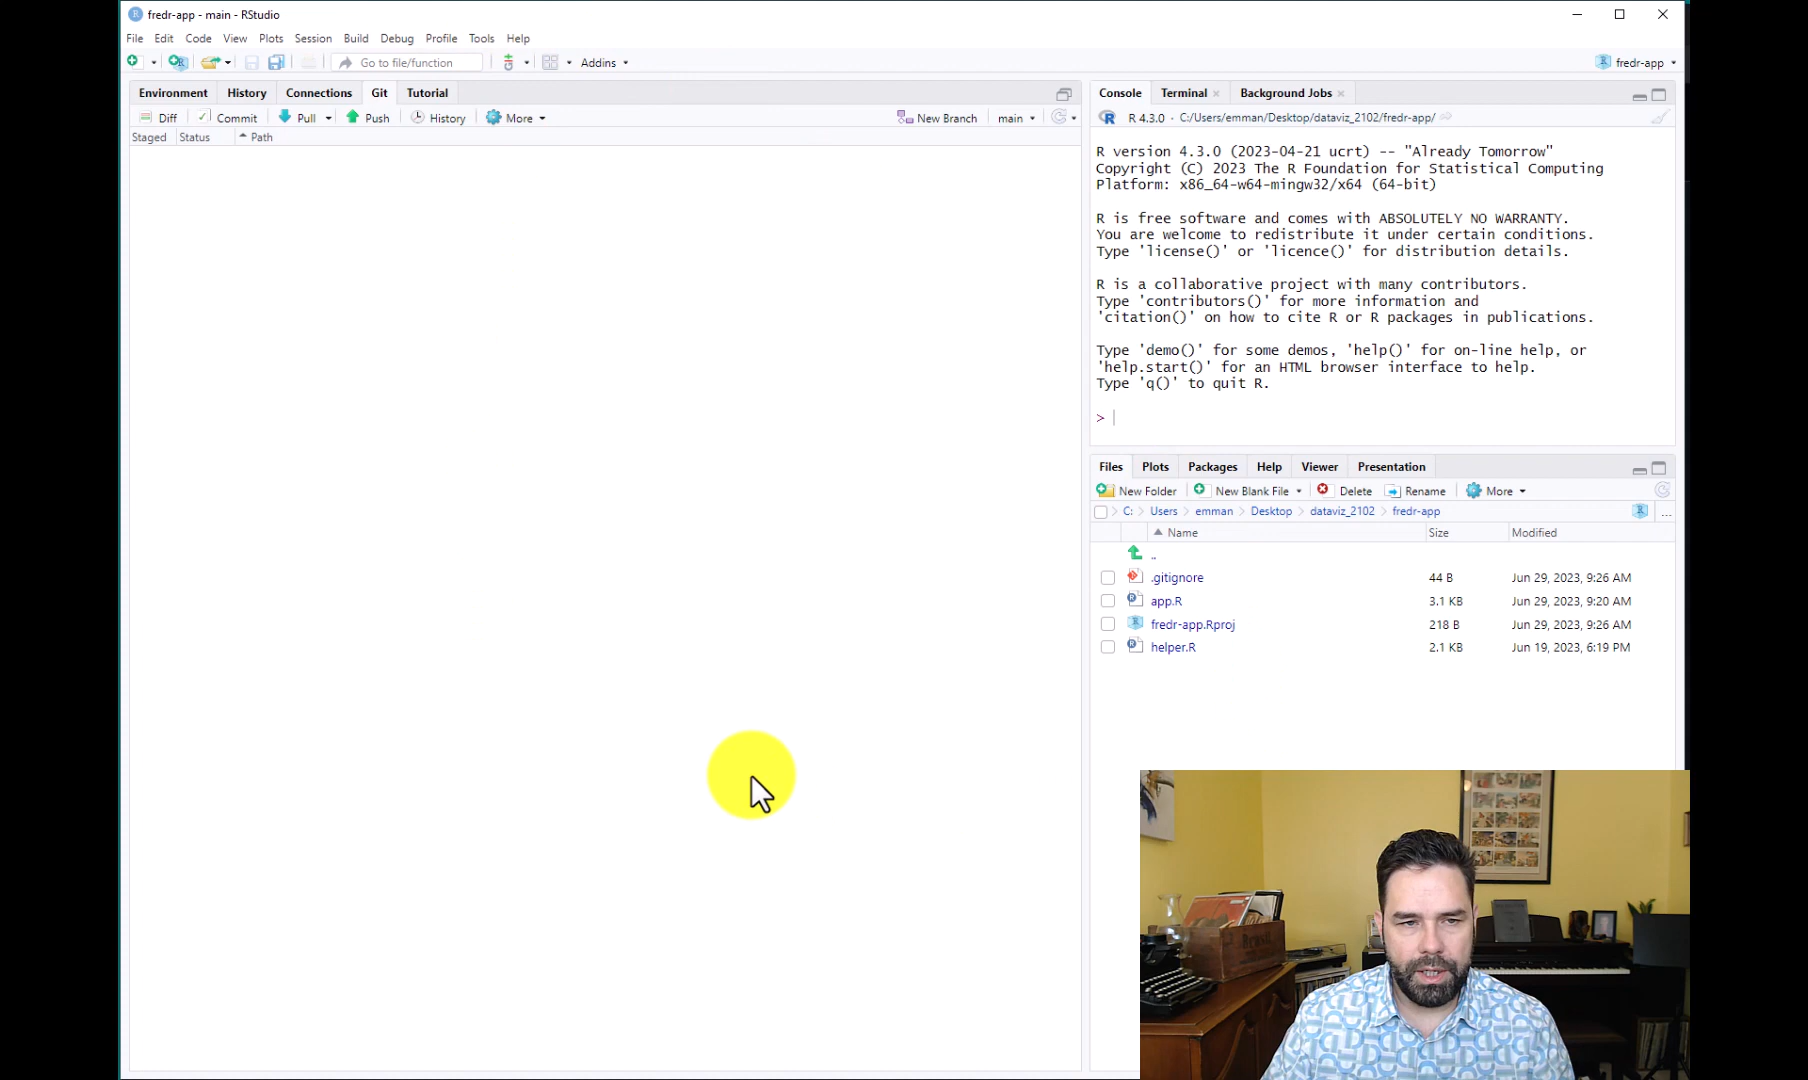 fredr-app - main - RStudio
File Edit Code View Plots Session Build Debug Profile Tools Help
Go to file/function Addins fredr-app
Environment History Connections Git Tutorial
Diff Commit Pull Push History More New Branch main
Staged Status Path
Console Terminal Background Jobs
R 4.3.0 · C:/Users/emman/Desktop/dataviz_2102/fredr-app/
R version 4.3.0 (2023-04-21 ucrt) -- "Already Tomorrow"
Copyright (C) 2023 The R Foundation for Statistical Computing
Platform: x86_64-w64-mingw32/x64 (64-bit)
R is free software and comes with ABSOLUTELY NO WARRANTY.
You are welcome to redistribute it under certain conditions.
Type 'license()' or 'licence()' for distribution details.
R is a collaborative project with many contributors.
Type 'contributors()' for more information and
'citation()' on how to cite R or R packages in publications.
Type 'demo()' for some demos, 'help()' for on-line help, or
'help.start()' for an HTML browser interface to help.
Type 'q()' to quit R.
>
Files Plots Packages Help Viewer Presentation
New Folder New Blank File Delete Rename More
C: Users emman Desktop dataviz_2102 fredr-app ...
Name Size Modified
..
.gitignore 44 B Jun 29, 2023, 9:26 AM
app.R 3.1 KB Jun 29, 2023, 9:20 AM
fredr-app.Rproj 218 B Jun 29, 2023, 9:26 AM
helper.R 2.1 KB Jun 19, 2023, 6:19 PM